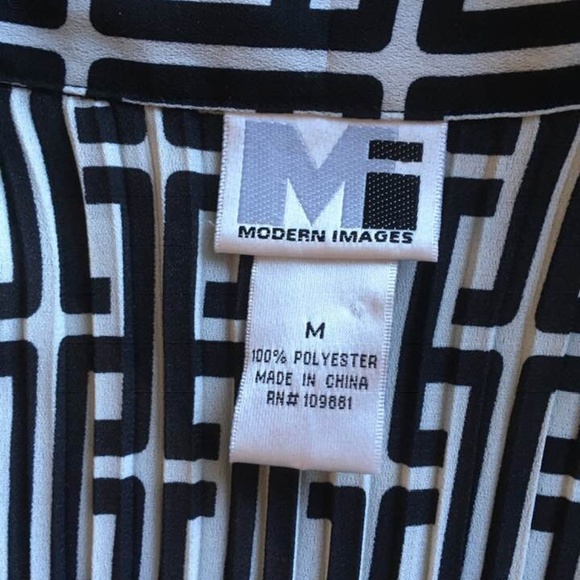 Mi
MODERN IMAGES
M
100% POLYESTER
MADE IN CHINA
RN# 109881